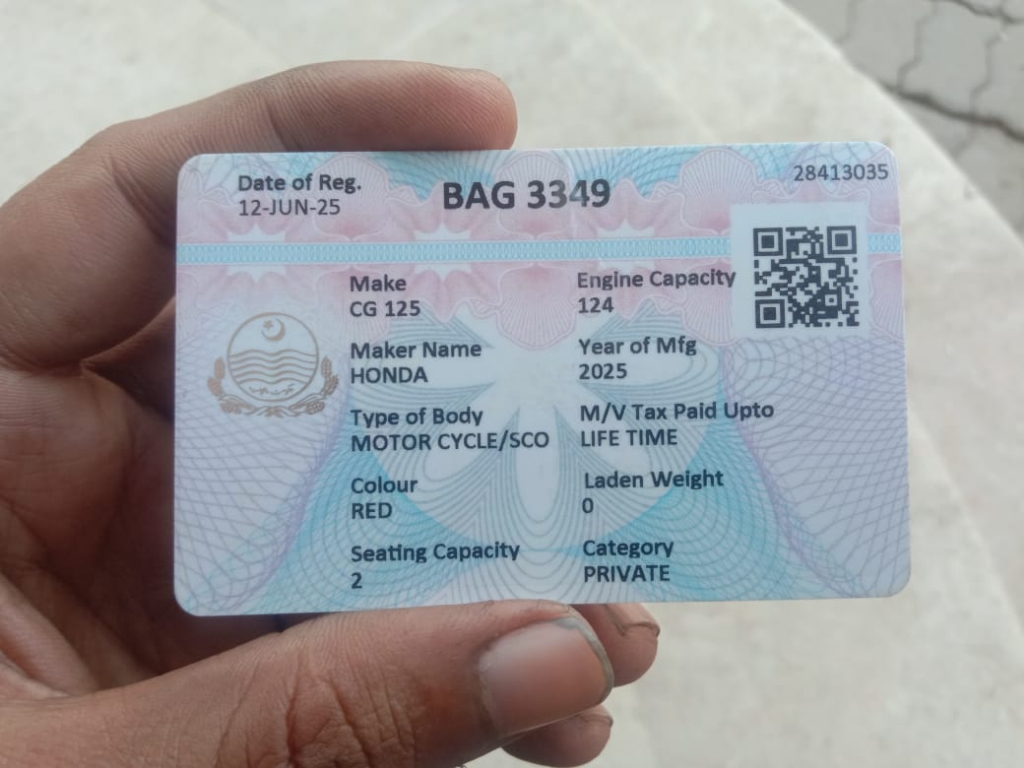 Date of Reg.
12-JUN-25
BAG 3349
28413035
Make
CG 125
Engine Capacity
124
Maker Name
HONDA
Year of Mfg
2025
Type of Body
MOTOR CYCLE/SCO
M/V Tax Paid Upto
LIFE TIME
Colour
RED
Laden Weight
0
Seating Capacity
2
Category
PRIVATE